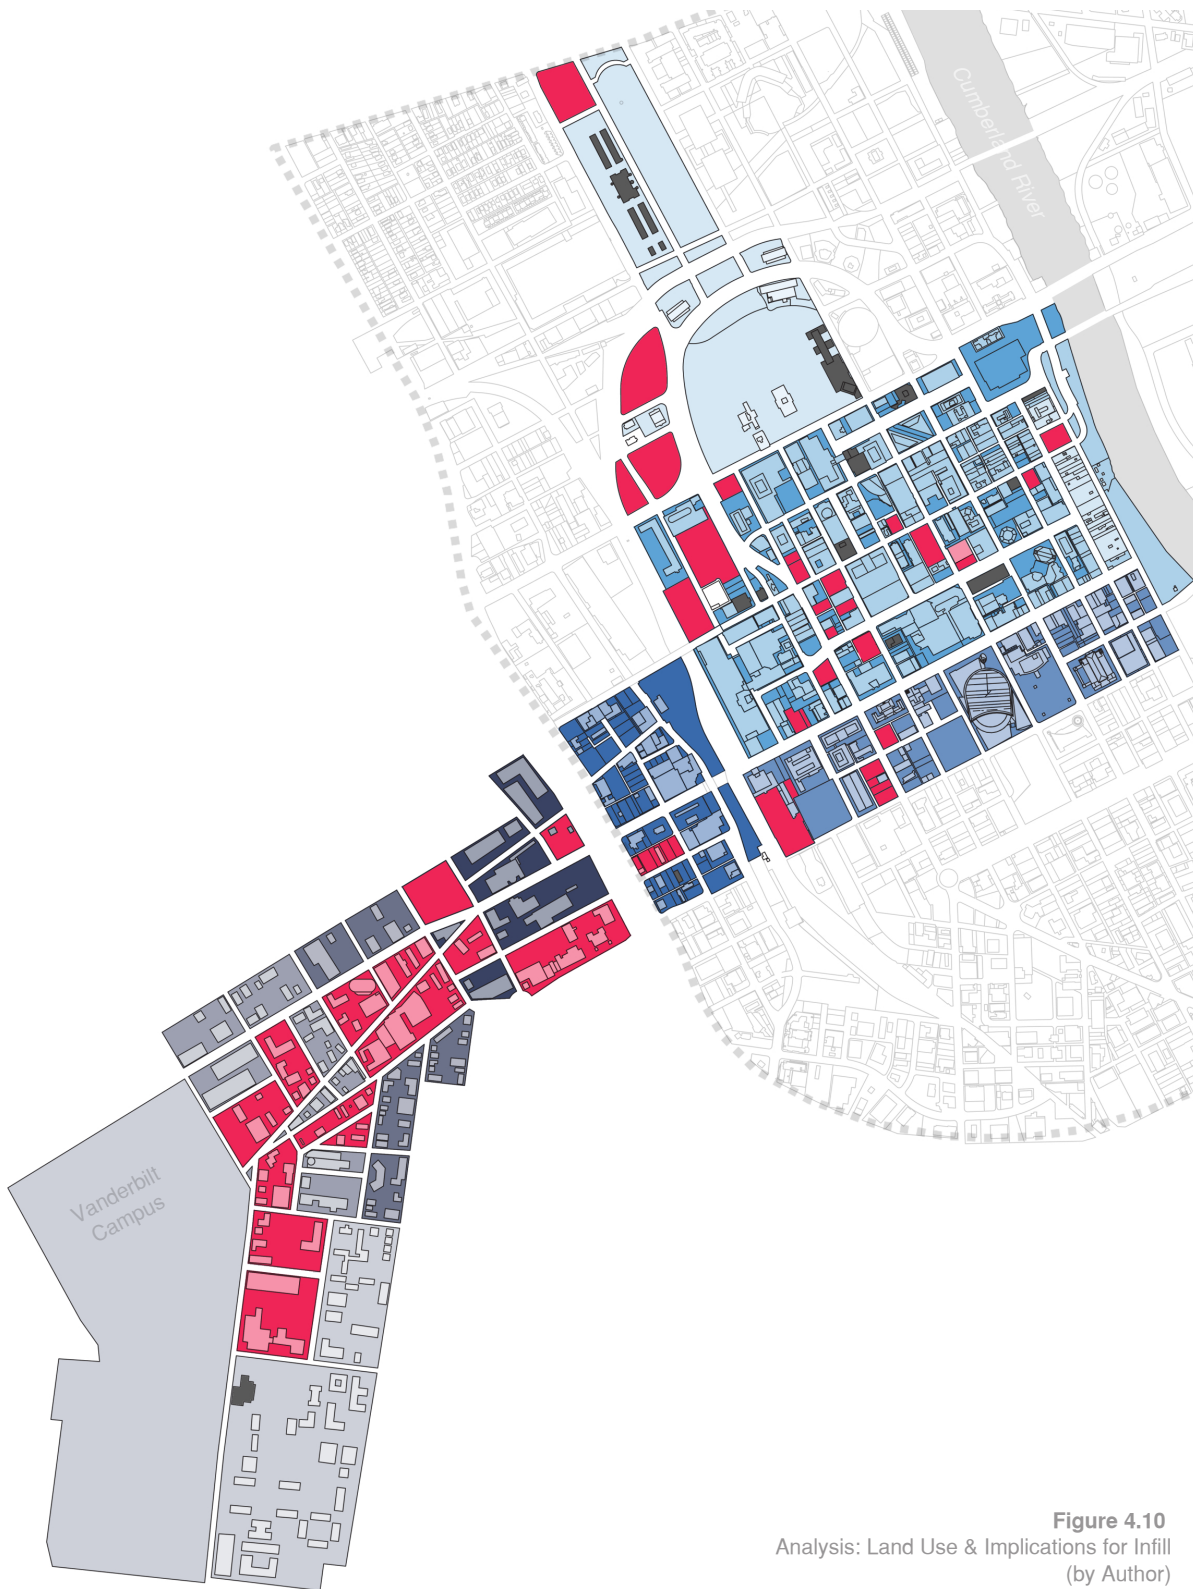 Cumberland River
Vanderbilt
Campus
Figure 4.10
Analysis: Land Use & Implications for Infill
(by Author)